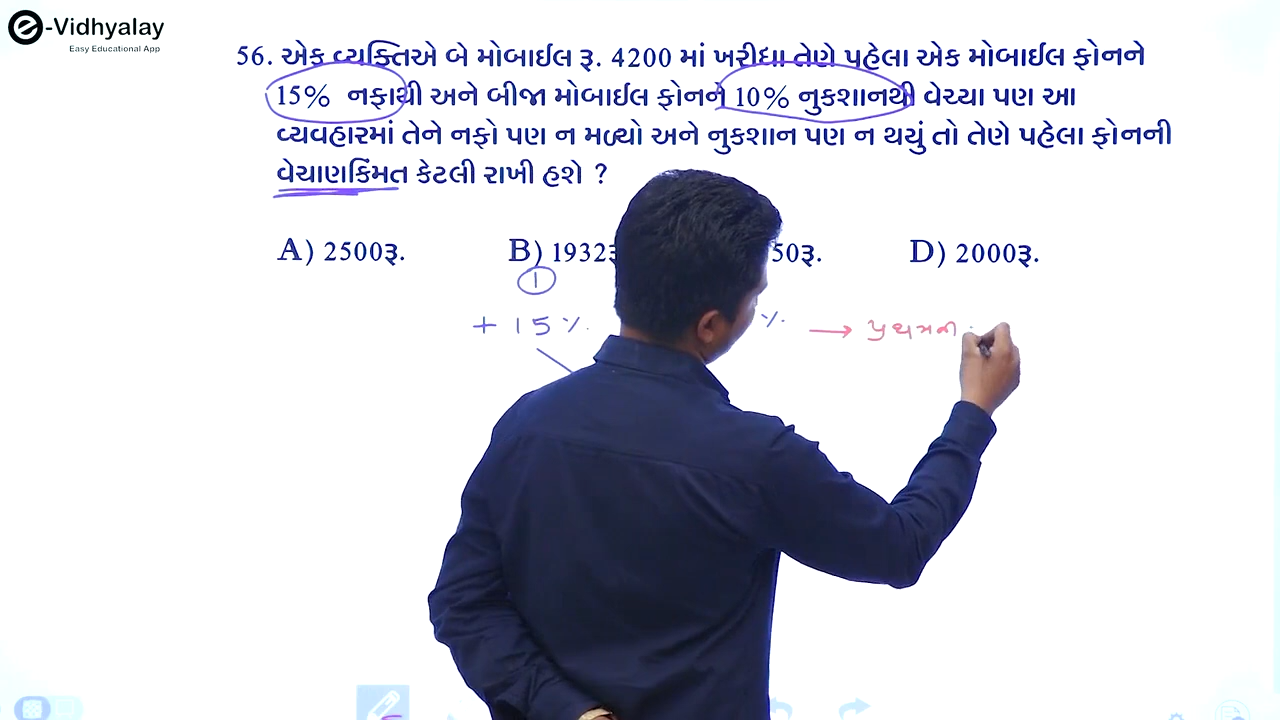 e-Vidhyalay
Easy Educational App
56. એક વ્યક્તિએ બે મોબાઈલ રૂ. 4200 માં ખરીદ્યા તેણે પહેલા એક મોબાઈલ ફોનને
15% નફાથી અને બીજા મોબાઈલ ફોનને 10% નુકશાનથી વેચ્યા પણ આ
વ્યવહારમાં તેને નફો પણ ન મળ્યો અને નુકશાન પણ ન થયું તો તેણે પહેલા ફોનની
વેચાણકિંમત કેટલી રાખી હશે ?
A) 2500રૂ. B) 1932રૂ 50રૂ. D) 2000રૂ.
1
+ 15 % % → પ્રથમની